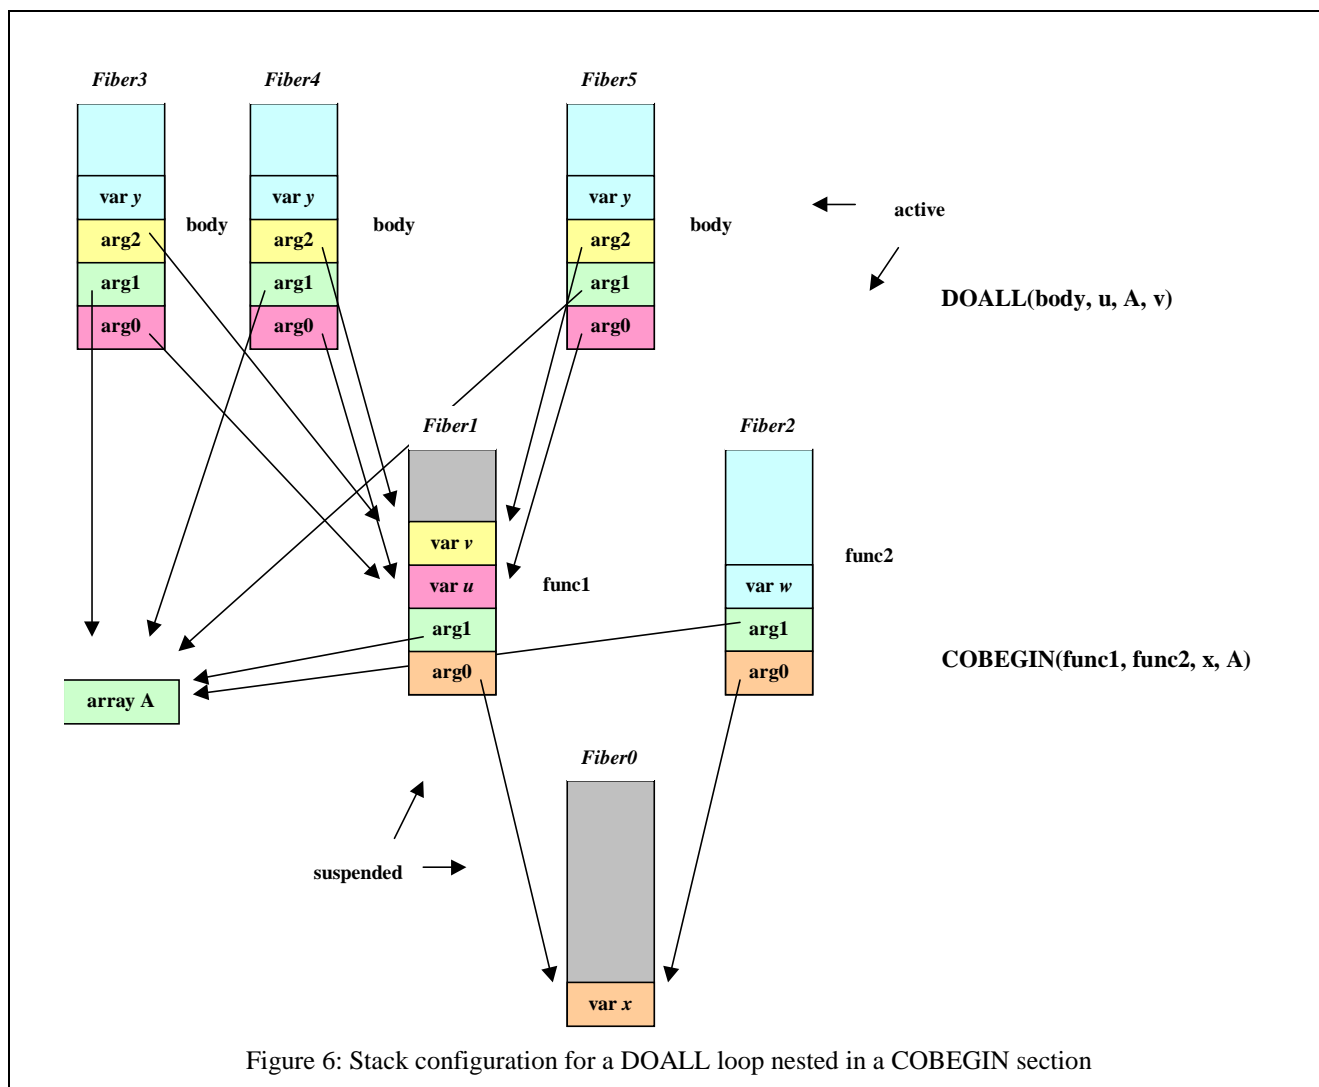 Fiber3 Fiber4 Fiber5
var y var y var y
body body body
active
arg2 arg2 arg2
arg1 arg1 arg1
DOALL(body, u, A, v)
arg0 arg0 arg0
Fiber1 Fiber2
var v
func2
var u func1 var w
arg1 arg1
COBEGIN(func1, func2, x, A)
arg0 arg0
array A
Fiber0
suspended
var x
Figure 6: Stack configuration for a DOALL loop nested in a COBEGIN section